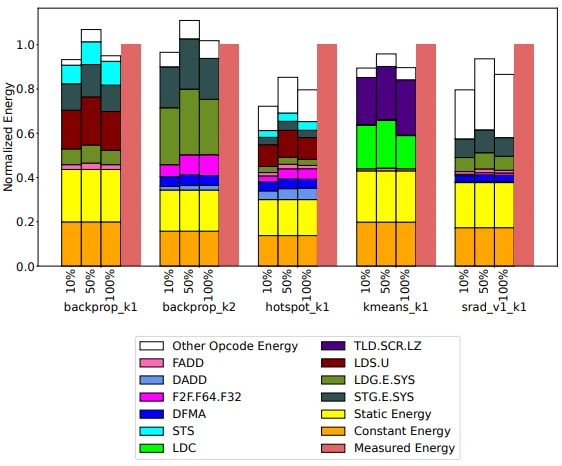 Normalized Energy
1.0
0.8
0.6
0.4
0.2
0.0
10% 50% 100% 10% 50% 100% 10% 50% 100% 10% 50% 100% 10% 50% 100%
backprop_k1 backprop_k2 hotspot_k1 kmeans_k1 srad_v1_k1
Other Opcode Energy
FADD
DADD
F2F.F64.F32
DFMA
STS
LDC
TLD.SCR.LZ
LDS.U
LDG.E.SYS
STG.E.SYS
Static Energy
Constant Energy
Measured Energy